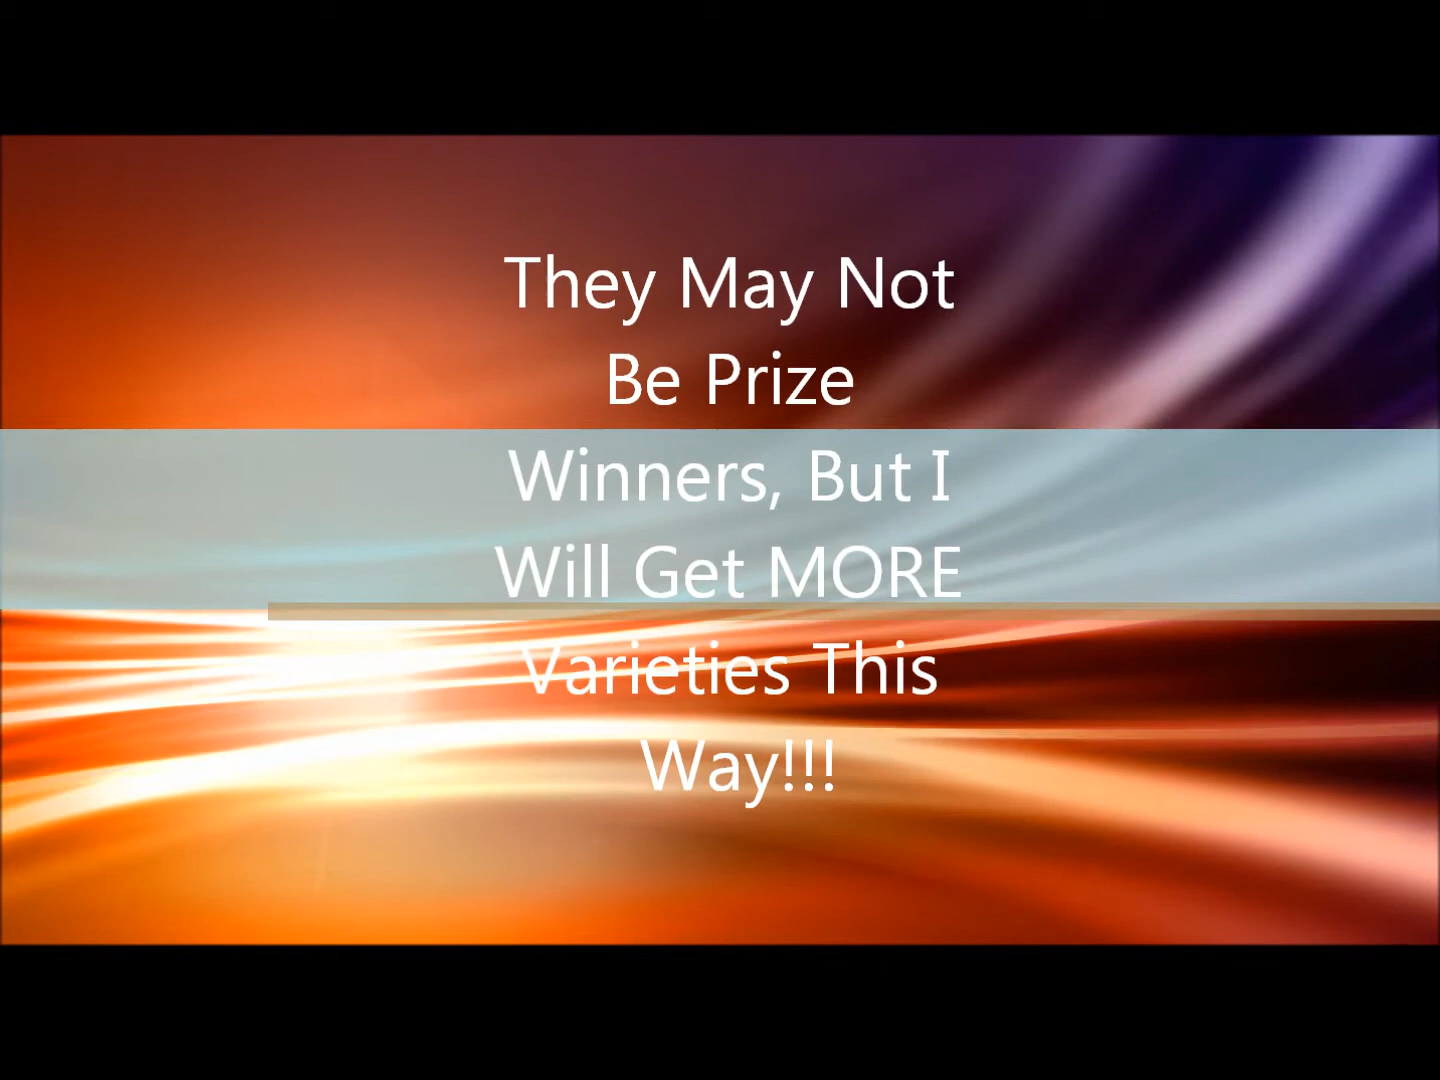 They May Not
Be Prize
Winners, But I
Will Get MORE
Varieties This
Way!!!